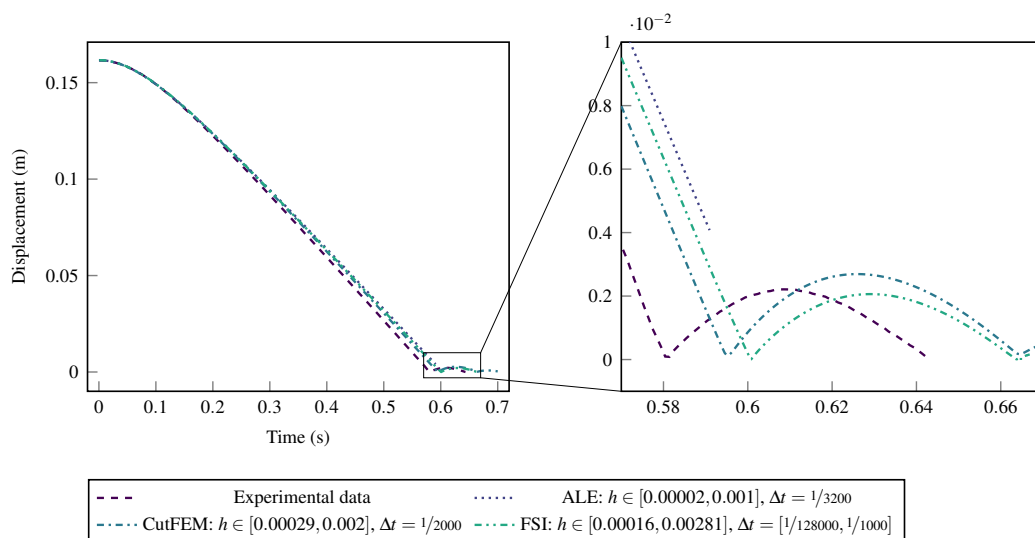 ·10⁻²
0.15
0.1
0.05
0
Displacement (m)
0 0.1 0.2 0.3 0.4 0.5 0.6 0.7
Time (s)
1
0.8
0.6
0.4
0.2
0
0.58 0.6 0.62 0.64 0.66
Experimental data
ALE: h ∈ [0.00002, 0.001], Δt = 1/3200
CutFEM: h ∈ [0.00029, 0.002], Δt = 1/2000
FSI: h ∈ [0.00016, 0.00281], Δt = [1/128000, 1/1000]